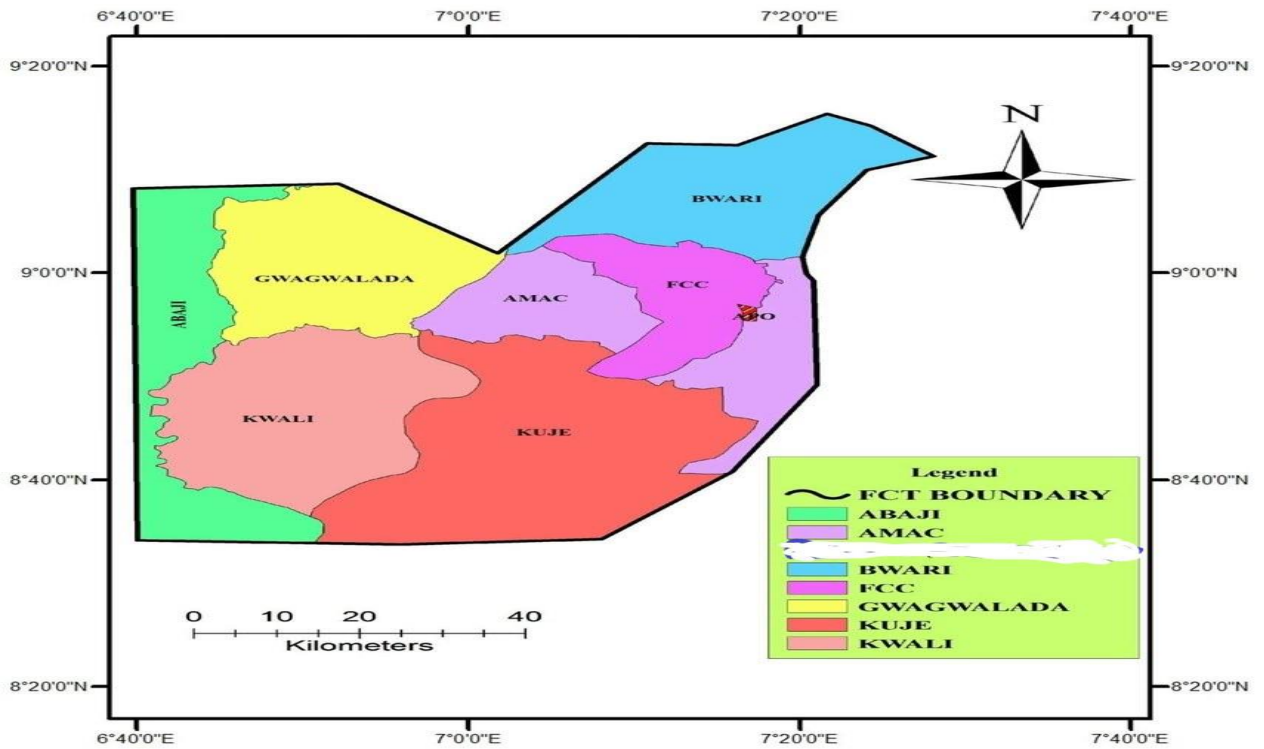 6°40'0"E 7°0'0"E 7°20'0"E 7°40'0"E
9°20'0"N 9°20'0"N
N
BWARI
9°0'0"N 9°0'0"N
GWAGWALADA
FCC
AMAC
ABAJI
APO
KWALI
KUJE
8°40'0"N 8°40'0"N
Legend
FCT BOUNDARY
ABAJI
AMAC
BWARI
FCC
GWAGWALADA
KUJE
KWALI
0 10 20 40
Kilometers
8°20'0"N 8°20'0"N
6°40'0"E 7°0'0"E 7°20'0"E 7°40'0"E